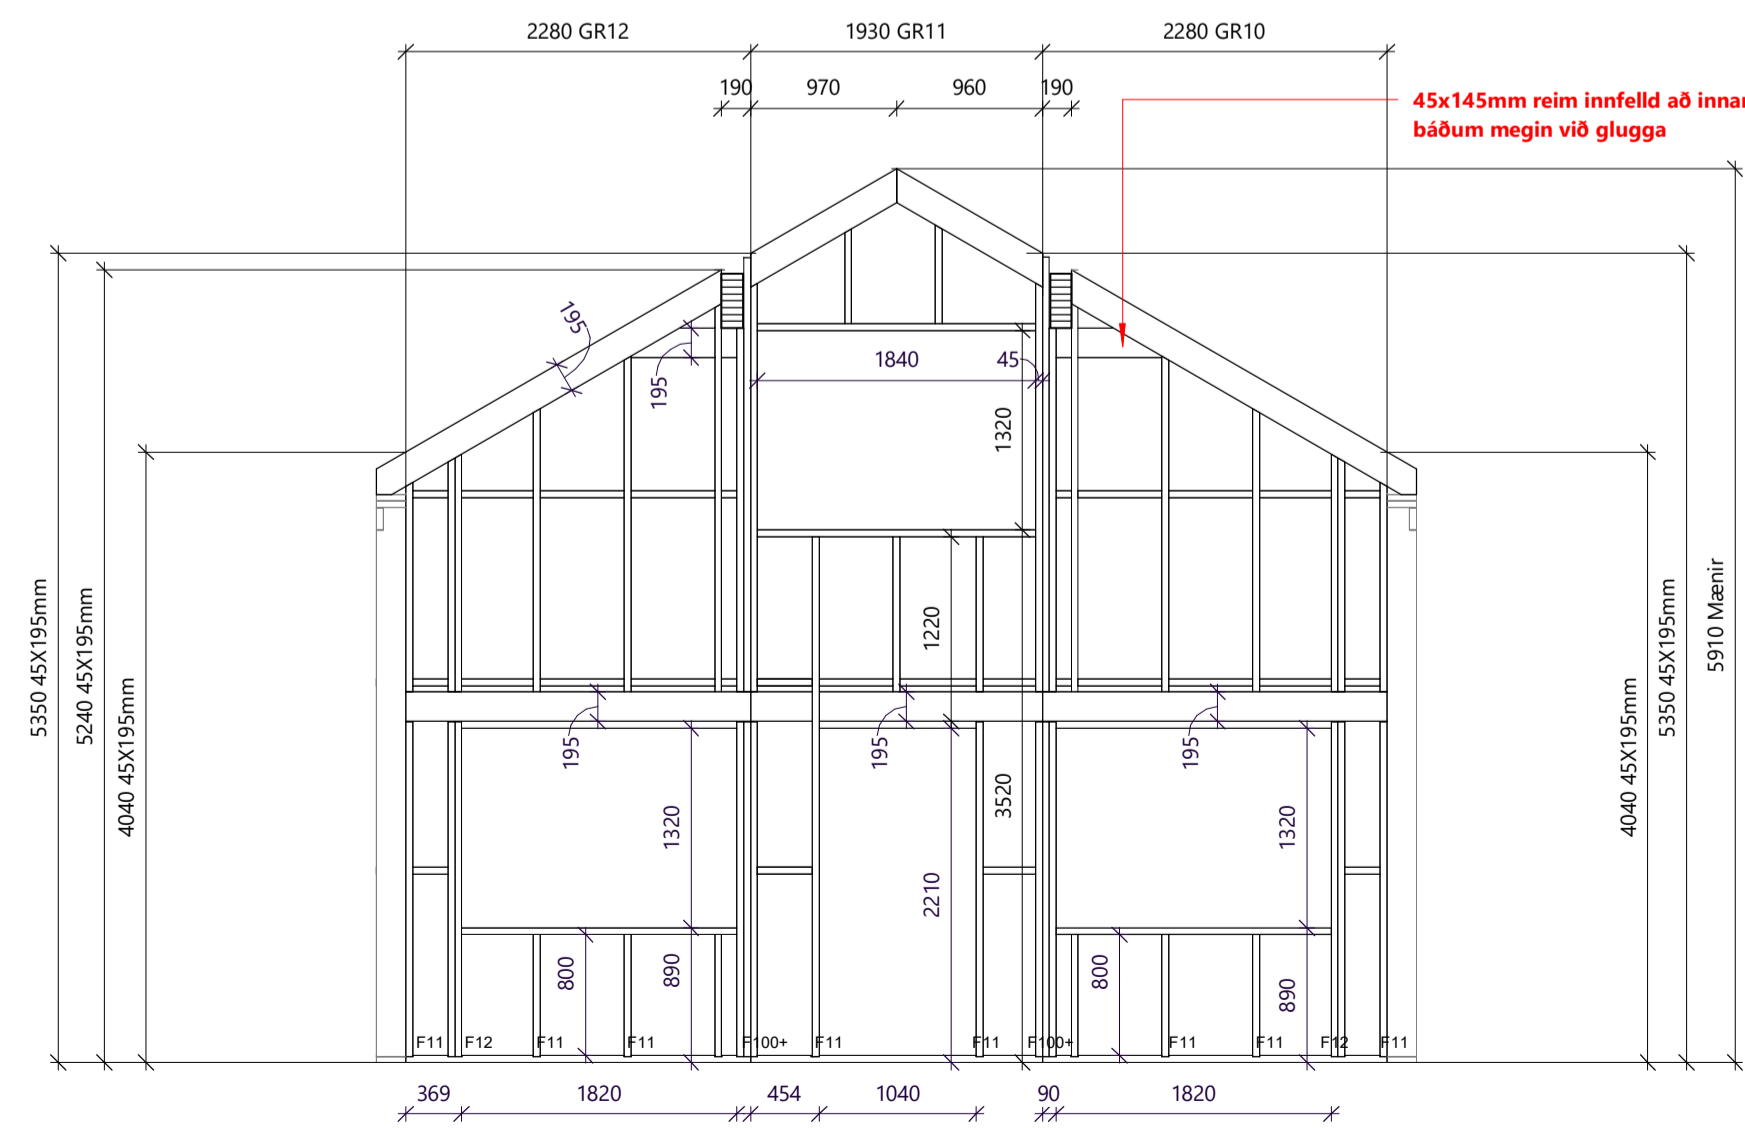 2280 GR12
1930 GR11
2280 GR10
190
970
960
190
45x145mm reim innfelld að innan
báðum megin við glugga
195
195
1840
45
1320
5350 45X195mm
5240 45X195mm
4040 45X195mm
1220
5910 Mænir
5350 45X195mm
4040 45X195mm
195
195
195
1320
3520
1320
2210
800
890
800
890
F11
F12
F11
F11
F100+
F11
F11
F100+
F11
F11
F12
F11
369
1820
454
1040
90
1820